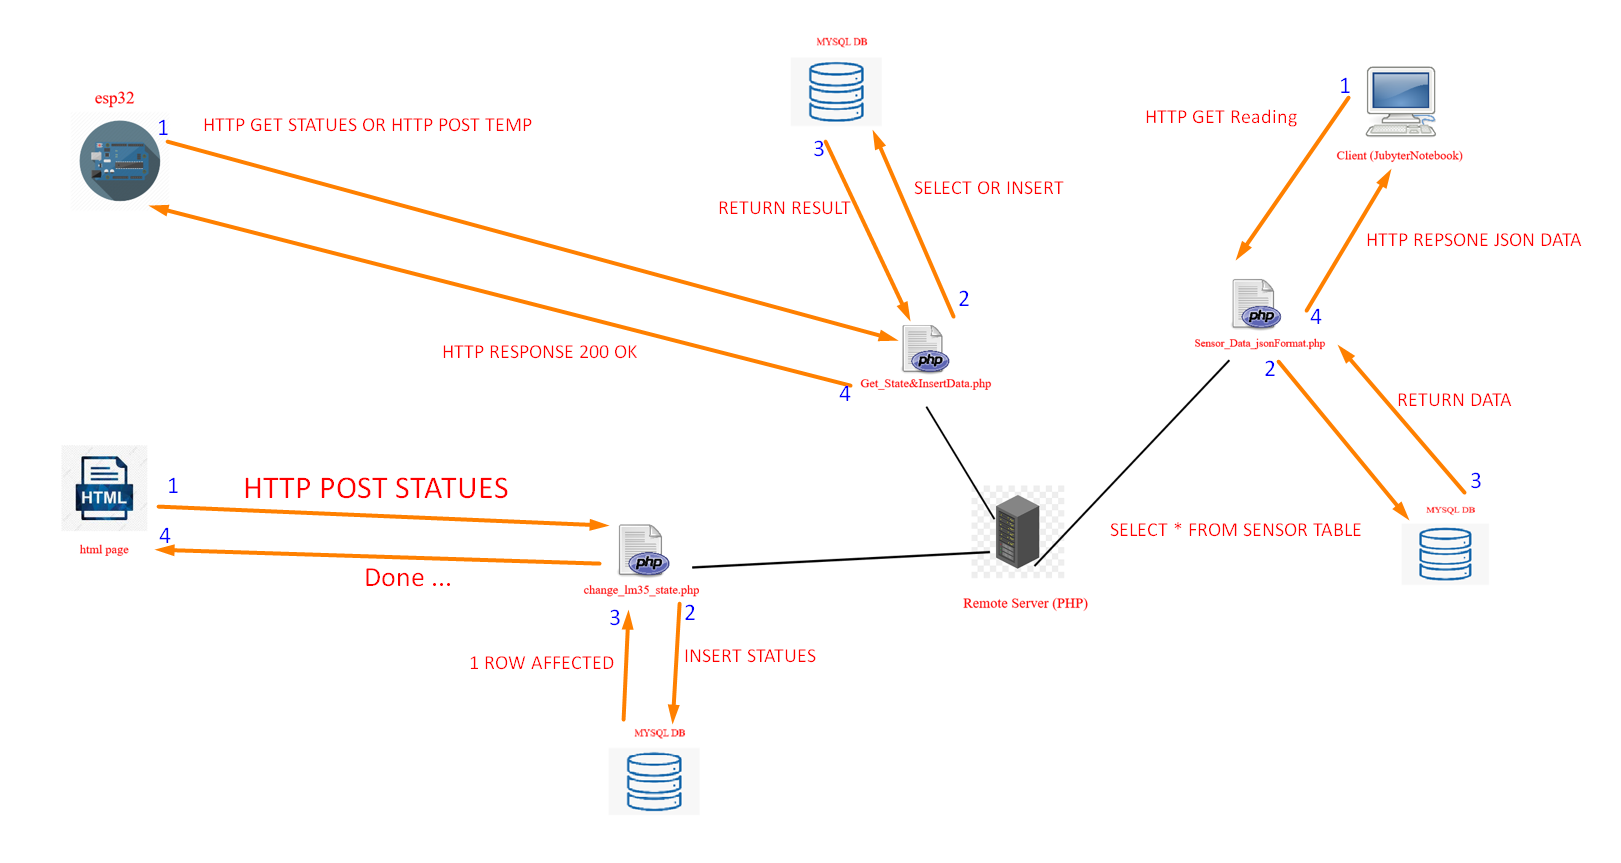 MYSQL DB
esp32
1
HTTP GET STATUES OR HTTP POST TEMP
3
SELECT OR INSERT
RETURN RESULT
2
HTTP RESPONSE 200 OK
php
Get_State&InsertData.php
4
1
HTTP GET Reading
Client (JubyterNotebook)
HTTP REPSONE JSON DATA
php
4
Sensor_Data_jsonFormat.php
2
RETURN DATA
3
MYSQL DB
SELECT * FROM SENSOR TABLE
HTML
html page
1
HTTP POST STATUES
4
Done ...
php
change_lm35_state.php
3
2
1 ROW AFFECTED
INSERT STATUES
MYSQL DB
Remote Server (PHP)